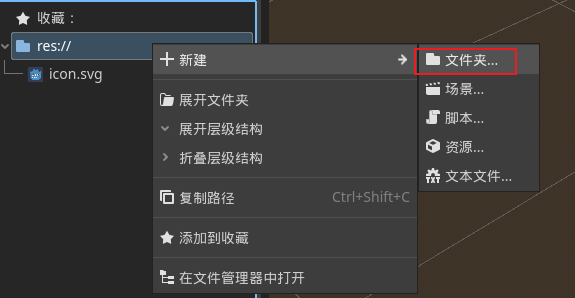 收藏：
res://
icon.svg
新建
展开文件夹
展开层级结构
折叠层级结构
复制路径 Ctrl+Shift+C
添加到收藏
在文件管理器中打开
文件夹...
场景...
脚本...
资源...
TXT 文本文件...